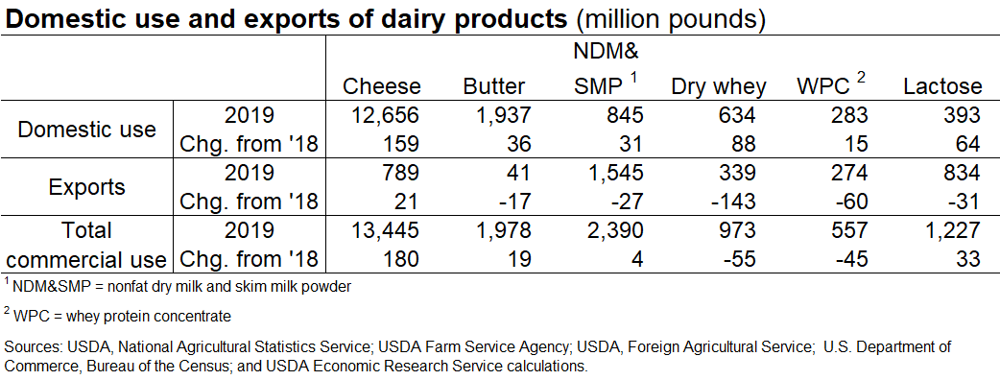 Domestic use and exports of dairy products (million pounds)
NDM&
Cheese Butter SMP 1 Dry whey WPC 2 Lactose
Domestic use 2019 12,656 1,937 845 634 283 393
Chg. from '18 159 36 31 88 15 64
Exports 2019 789 41 1,545 339 274 834
Chg. from '18 21 -17 -27 -143 -60 -31
Total 2019 13,445 1,978 2,390 973 557 1,227
commercial use Chg. from '18 180 19 4 -55 -45 33
1 NDM&SMP = nonfat dry milk and skim milk powder
2 WPC = whey protein concentrate
Sources: USDA, National Agricultural Statistics Service; USDA Farm Service Agency; USDA, Foreign Agricultural Service; U.S. Department of
Commerce, Bureau of the Census; and USDA Economic Research Service calculations.